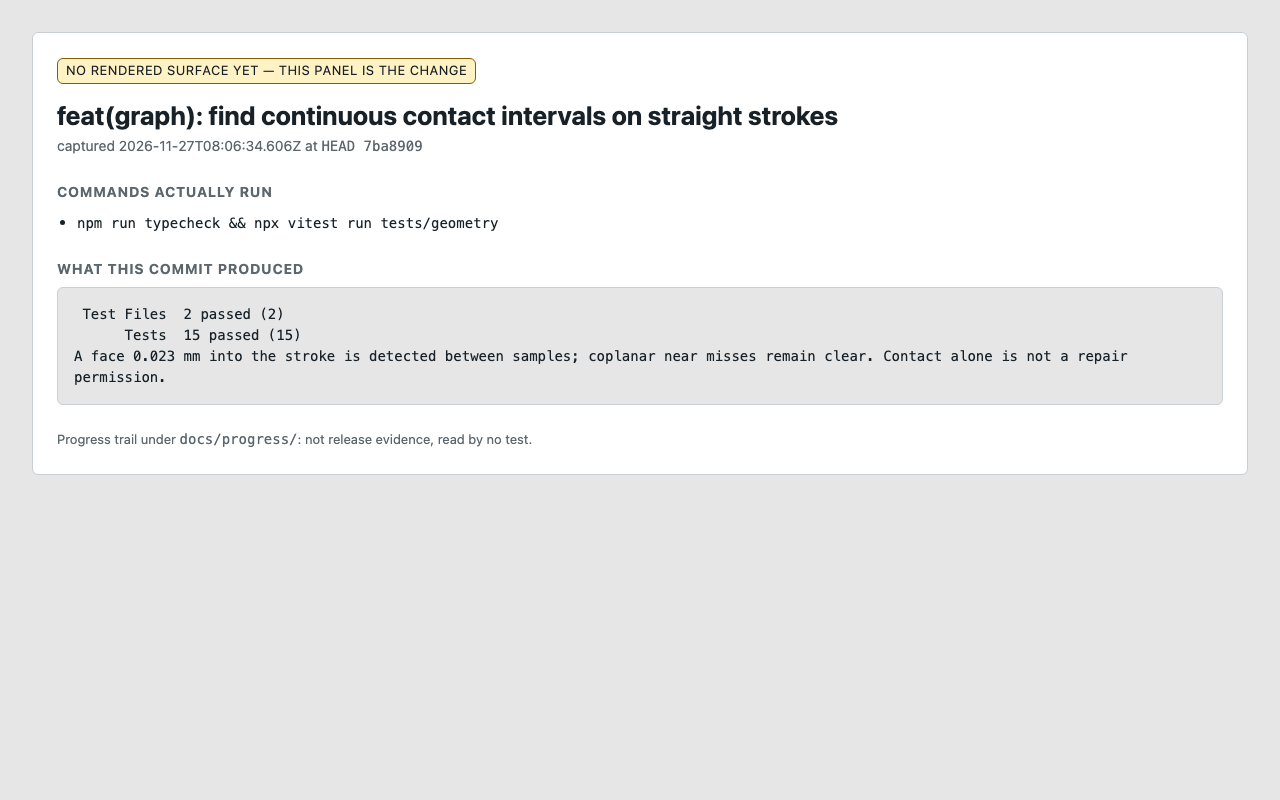 NO RENDERED SURFACE YET — THIS PANEL IS THE CHANGE
feat(graph): find continuous contact intervals on straight strokes
captured 2026-11-27T08:06:34.606Z at HEAD 7ba8909
COMMANDS ACTUALLY RUN
• npm run typecheck && npx vitest run tests/geometry
WHAT THIS COMMIT PRODUCED
Test Files  2 passed (2)
Tests  15 passed (15)
A face 0.023 mm into the stroke is detected between samples; coplanar near misses remain clear. Contact alone is not a repair
permission.
Progress trail under docs/progress/: not release evidence, read by no test.